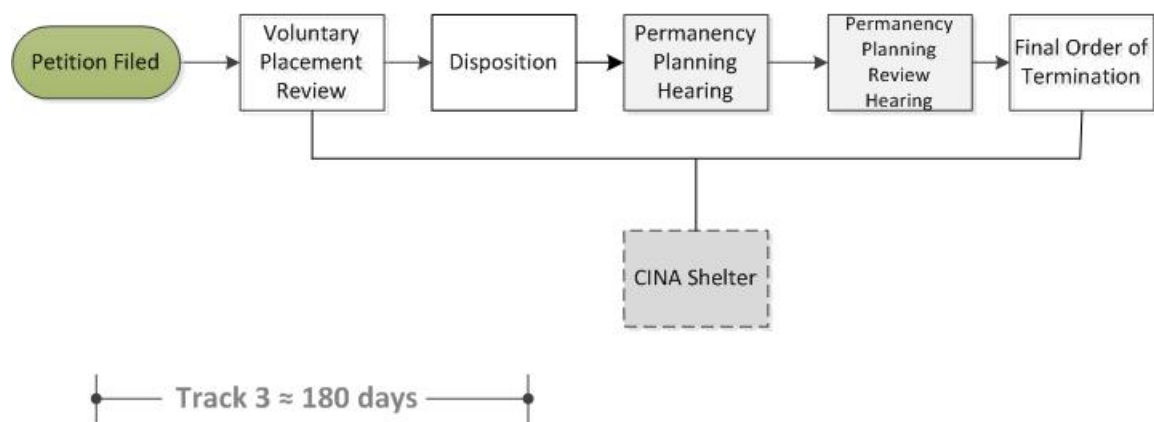 Petition Filed
Voluntary
Placement
Review
Disposition
Permanency
Planning
Hearing
Permanency
Planning
Review
Hearing
Final Order of
Termination
CINA Shelter
Track 3 ≈ 180 days